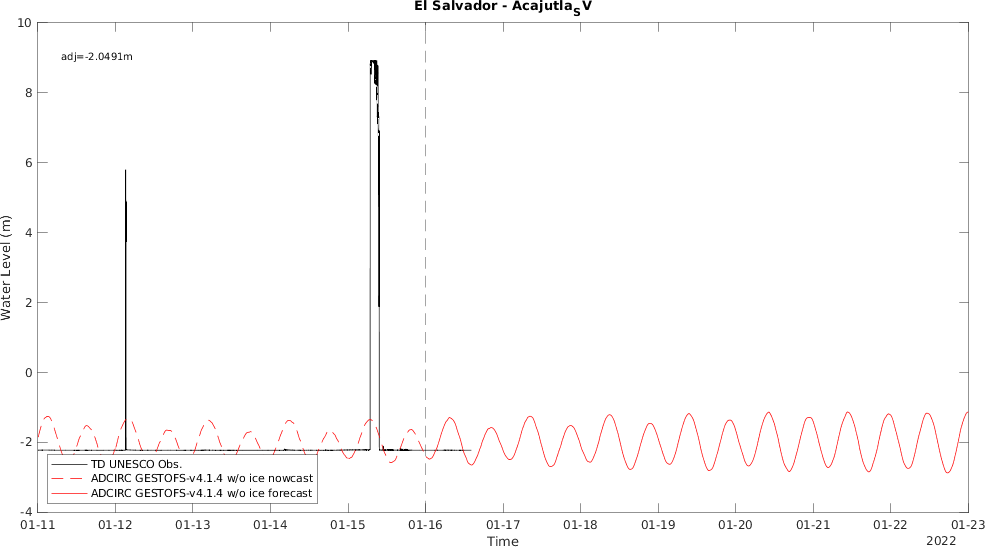 El Salvador - AcajutlaSV
adj=-2.0491m
Water Level (m)
10
8
6
4
2
0
-2
-4
TD UNESCO Obs.
ADCIRC GESTOFS-v4.1.4 w/o ice nowcast
ADCIRC GESTOFS-v4.1.4 w/o ice forecast
01-11 01-12 01-13 01-14 01-15 01-16 01-17 01-18 01-19 01-20 01-21 01-22 01-23
Time
2022